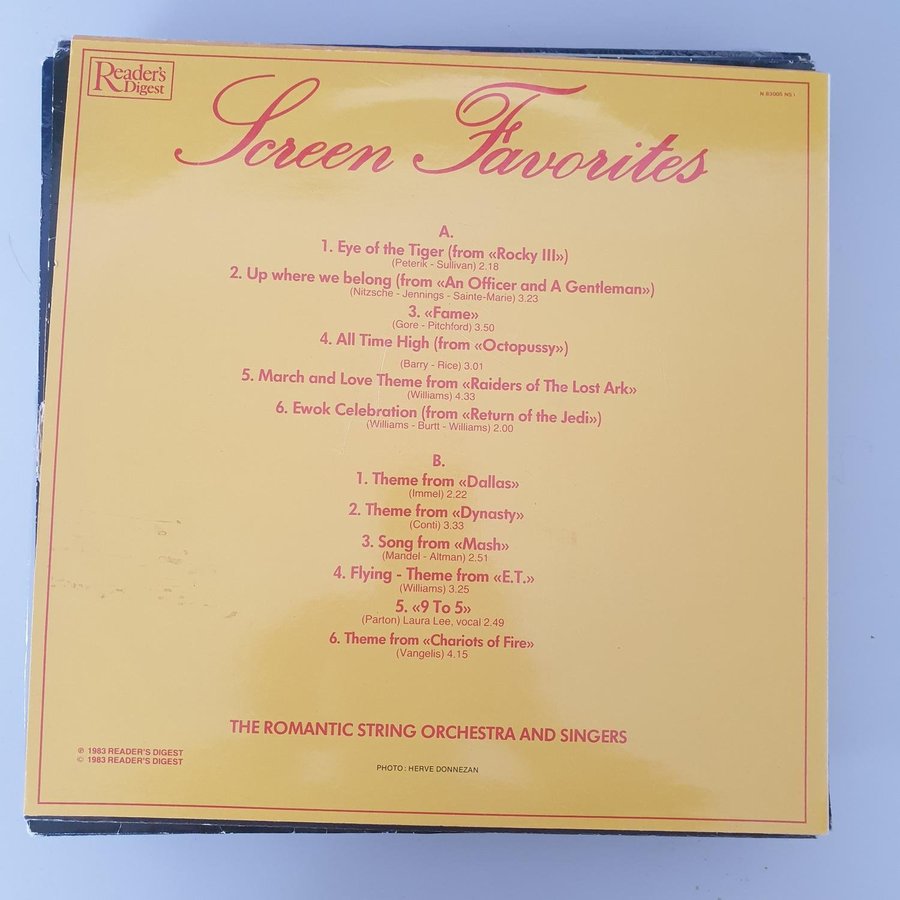 Reader's
Digest
N 83005 NS I
Screen Favorites
A.
1. Eye of the Tiger (from «Rocky III»)
(Peterik - Sullivan) 2.18
2. Up where we belong (from «An Officer and A Gentleman»)
(Nitzsche - Jennings - Sainte-Marie) 3.23
3. «Fame»
(Gore - Pitchford) 3.50
4. All Time High (from «Octopussy»)
(Barry - Rice) 3.01
5. March and Love Theme from «Raiders of The Lost Ark»
(Williams) 4.33
6. Ewok Celebration (from «Return of the Jedi»)
(Williams - Burtt - Williams) 2.00
B.
1. Theme from «Dallas»
(Immel) 2.22
2. Theme from «Dynasty»
(Conti) 3.33
3. Song from «Mash»
(Mandel - Altman) 2.51
4. Flying - Theme from «E.T.»
(Williams) 3.25
5. «9 To 5»
(Parton) Laura Lee, vocal 2.49
6. Theme from «Chariots of Fire»
(Vangelis) 4.15
THE ROMANTIC STRING ORCHESTRA AND SINGERS
℗ 1983 READER'S DIGEST
© 1983 READER'S DIGEST
PHOTO: HERVE DONNEZAN